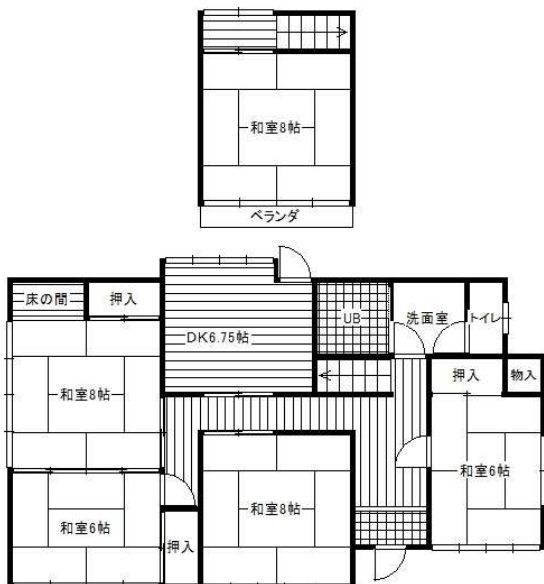 和室8帖
ベランダ
床の間
押入
UB
洗面室
トイレ
DK6.75帖
押入
物入
和室8帖
和室6帖
和室8帖
和室6帖
押入